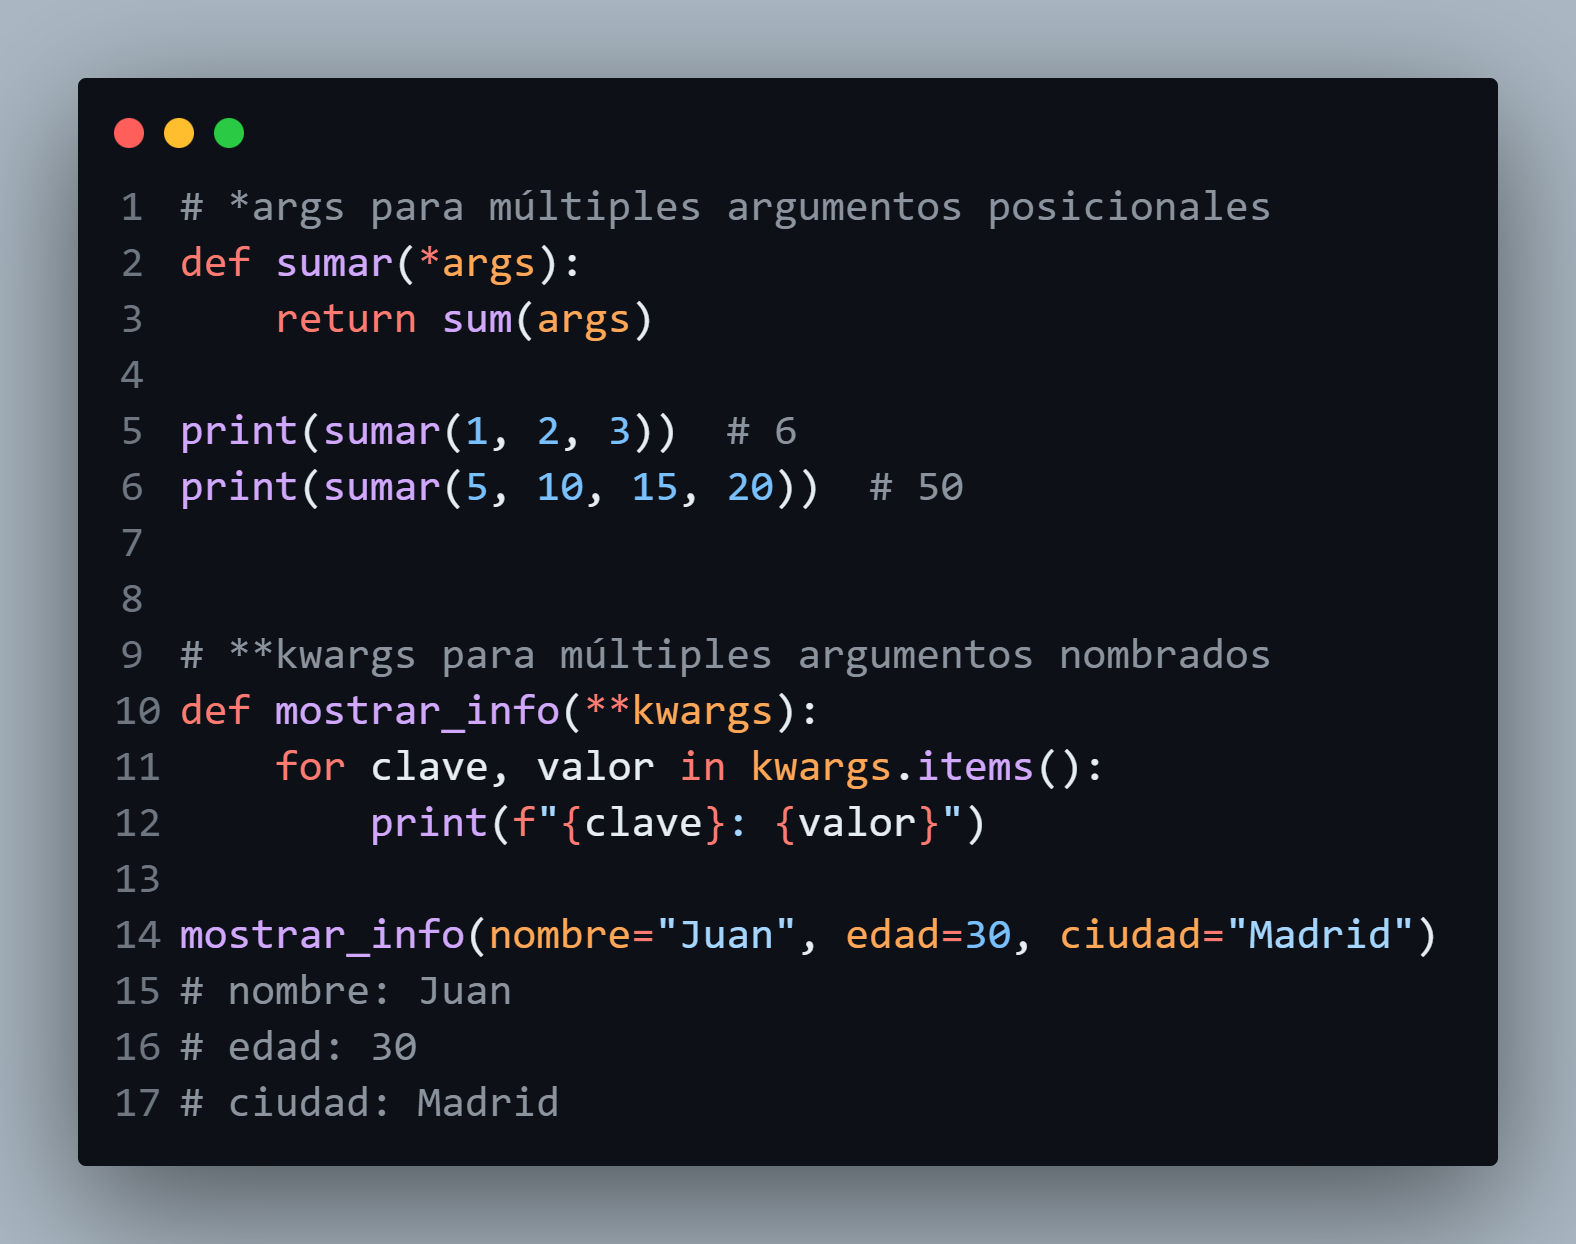 1 # *args para múltiples argumentos posicionales
2 def sumar(*args):
3     return sum(args)
4
5 print(sumar(1, 2, 3))  # 6
6 print(sumar(5, 10, 15, 20))  # 50
7
8
9 # **kwargs para múltiples argumentos nombrados
10 def mostrar_info(**kwargs):
11     for clave, valor in kwargs.items():
12         print(f"{clave}: {valor}")
13
14 mostrar_info(nombre="Juan", edad=30, ciudad="Madrid")
15 # nombre: Juan
16 # edad: 30
17 # ciudad: Madrid